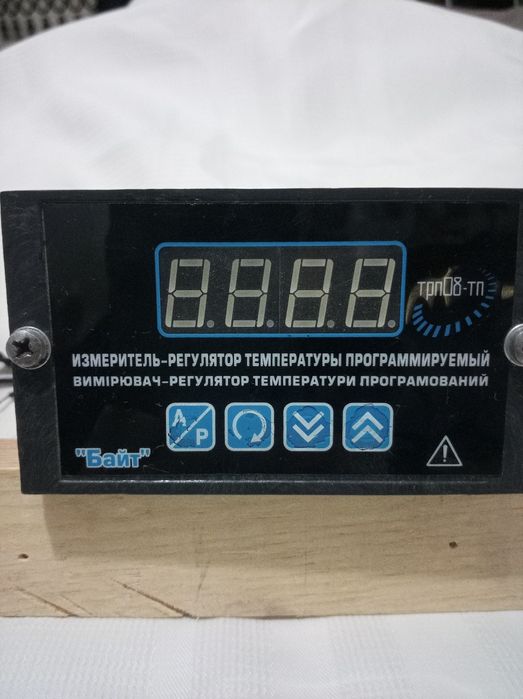 трп08-тп
ИЗМЕРИТЕЛЬ-РЕГУЛЯТОР ТЕМПЕРАТУРЫ ПРОГРАММИРУЕМЫЙ
ВИМІРЮВАЧ-РЕГУЛЯТОР ТЕМПЕРАТУРИ ПРОГРАМОВАНИЙ
А/Р
"Байт"